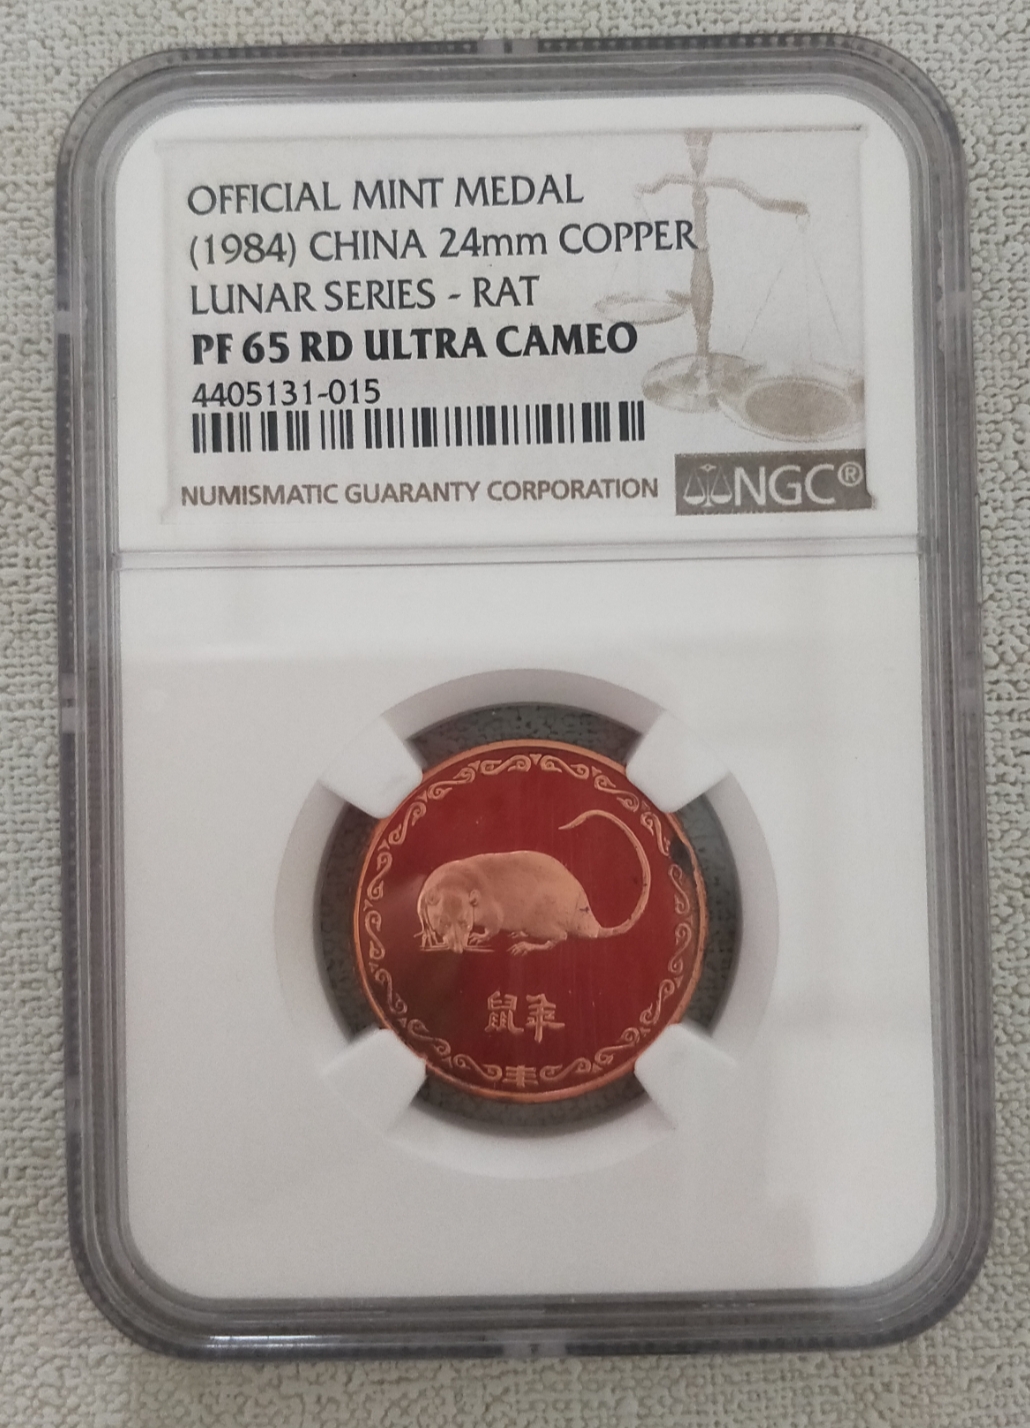 OFFICIAL MINT MEDAL
(1984) CHINA 24mm COPPER
LUNAR SERIES - RAT
PF 65 RD ULTRA CAMEO
4405131-015
NUMISMATIC GUARANTY CORPORATION
NGC®
鼠年